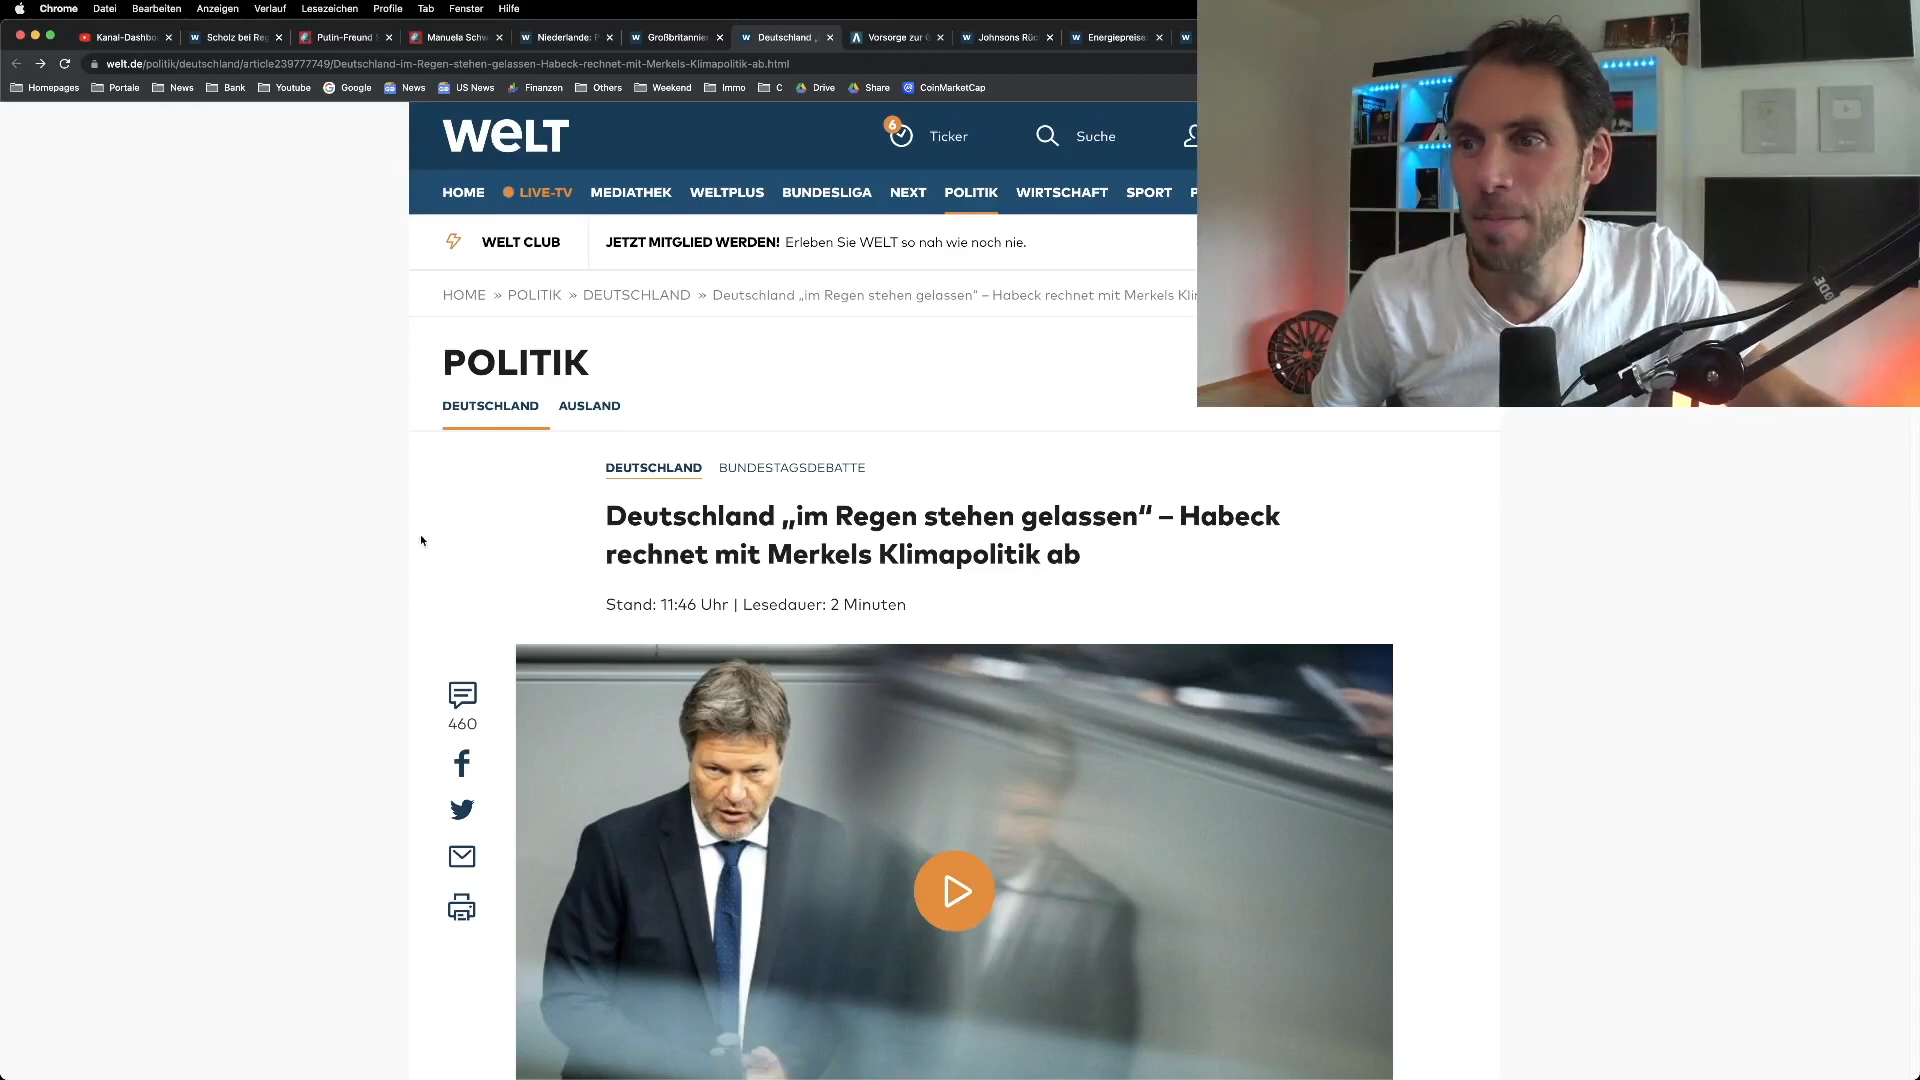 Chrome Datei Bearbeiten Anzeigen Verlauf Lesezeichen Profile Tab Fenster Hilfe
Kanal-Dashbo Scholz bei Re Putin-Freund Manuela Schw Niederlande: Großbritannie Deutschland „ Vorsorge zur Johnsons Rüc Energiepreise
welt.de/politik/deutschland/article239777749/Deutschland-im-Regen-stehen-gelassen-Habeck-rechnet-mit-Merkels-Klimapolitik-ab.html
Homepages Portale News Bank Youtube Google News US News Finanzen Others Weekend Immo C Drive Share CoinMarketCap
WELT 6 Ticker Suche
HOME LIVE-TV MEDIATHEK WELTPLUS BUNDESLIGA NEXT POLITIK WIRTSCHAFT SPORT P
WELT CLUB JETZT MITGLIED WERDEN! Erleben Sie WELT so nah wie noch nie.
HOME » POLITIK » DEUTSCHLAND » Deutschland „im Regen stehen gelassen“ – Habeck rechnet mit Merkels Kli
POLITIK
DEUTSCHLAND AUSLAND
DEUTSCHLAND BUNDESTAGSDEBATTE
Deutschland „im Regen stehen gelassen“ – Habeck
rechnet mit Merkels Klimapolitik ab
Stand: 11:46 Uhr | Lesedauer: 2 Minuten
460